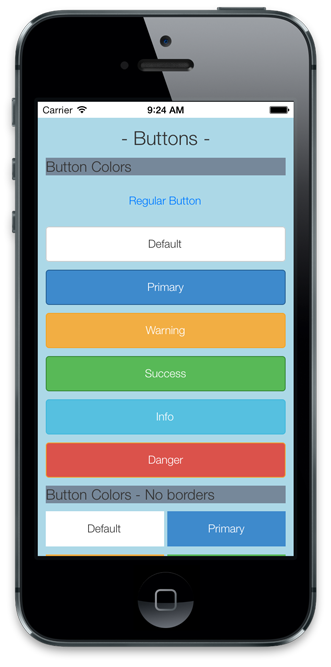 Carrier 9:24 AM
- Buttons -
Button Colors
Regular Button
Default
Primary
Warning
Success
Info
Danger
Button Colors - No borders
Default Primary